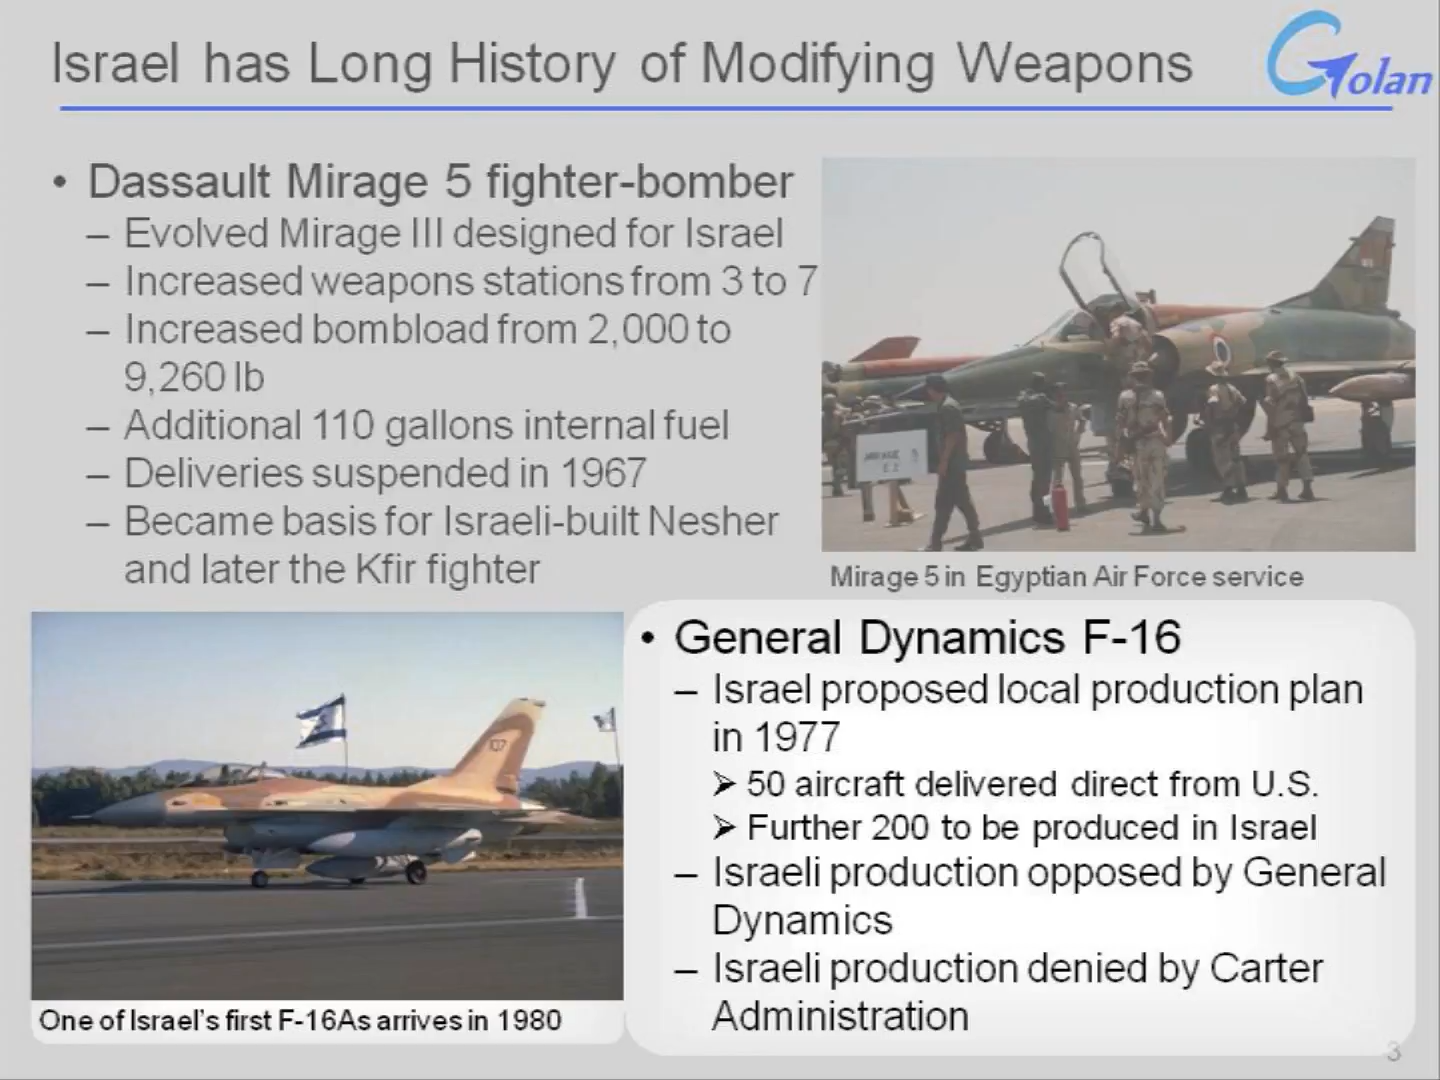 Israel has Long History of Modifying Weapons
Golan
• Dassault Mirage 5 fighter-bomber
– Evolved Mirage III designed for Israel
– Increased weapons stations from 3 to 7
– Increased bombload from 2,000 to
9,260 lb
– Additional 110 gallons internal fuel
– Deliveries suspended in 1967
– Became basis for Israeli-built Nesher
and later the Kfir fighter
MIRAGE 5
E.2
Mirage 5 in Egyptian Air Force service
107
One of Israel's first F-16As arrives in 1980
• General Dynamics F-16
– Israel proposed local production plan
in 1977
➢ 50 aircraft delivered direct from U.S.
➢ Further 200 to be produced in Israel
– Israeli production opposed by General
Dynamics
– Israeli production denied by Carter
Administration
3